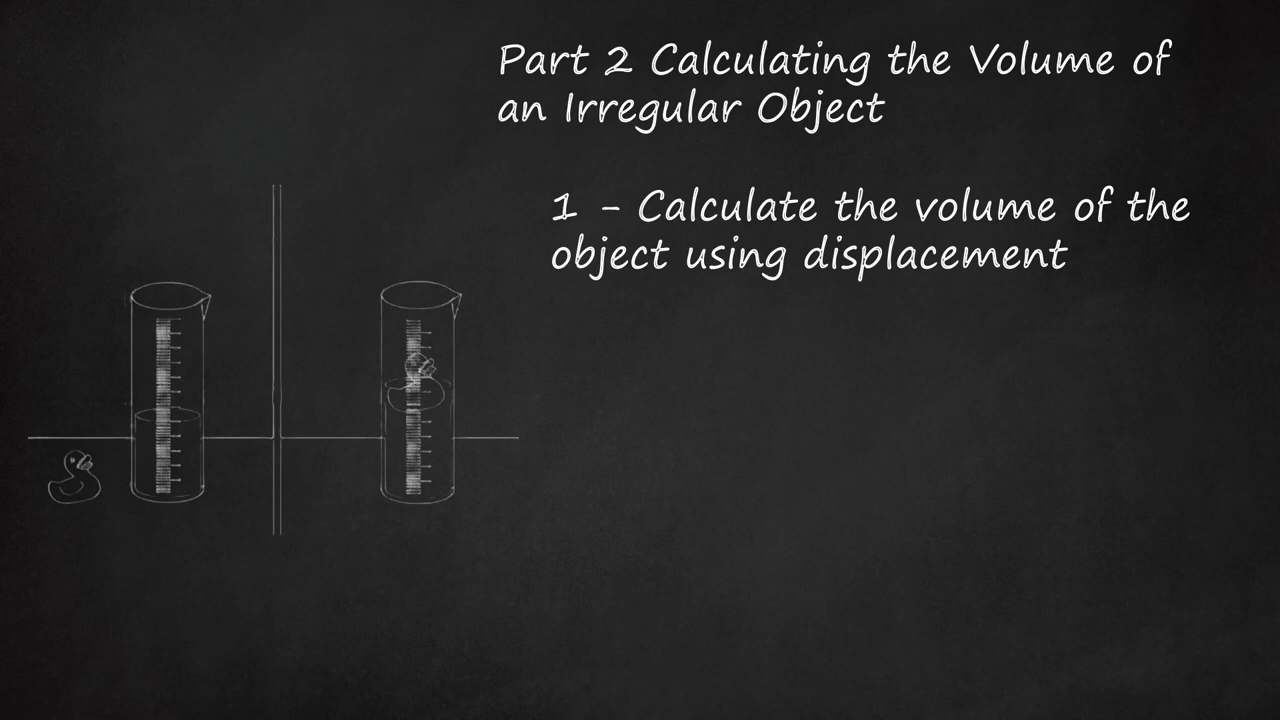 Part 2 Calculating the Volume of
an Irregular Object
1 - Calculate the volume of the
object using displacement